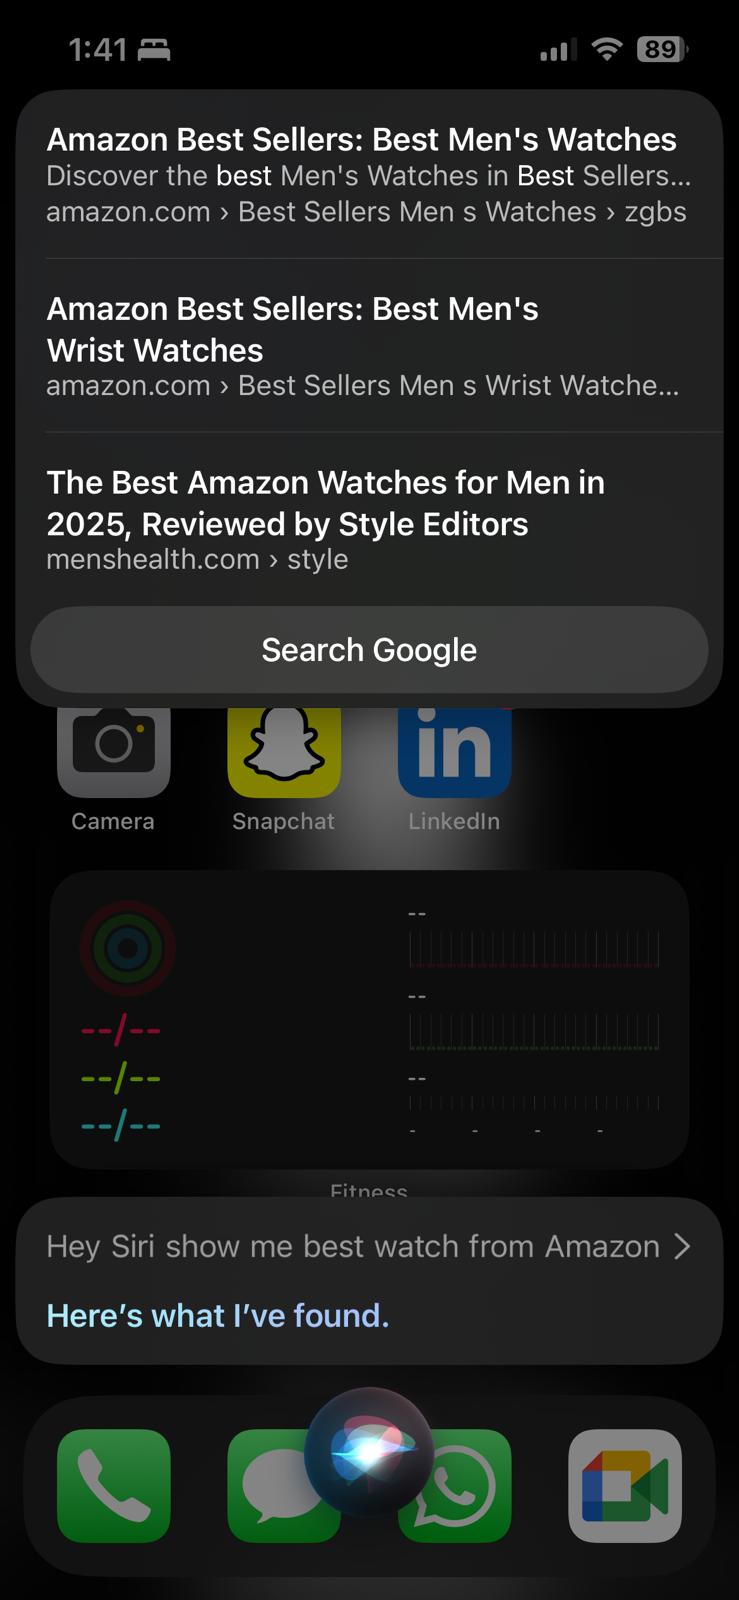 1:41
89
Amazon Best Sellers: Best Men's Watches
Discover the best Men's Watches in Best Sellers...
amazon.com › Best Sellers Men s Watches › zgbs
Amazon Best Sellers: Best Men's
Wrist Watches
amazon.com › Best Sellers Men s Wrist Watche...
The Best Amazon Watches for Men in
2025, Reviewed by Style Editors
menshealth.com › style
Search Google
in
Camera Snapchat LinkedIn
--
--
--/--
--/--
--
--/--
- - - -
Fitness
Hey Siri show me best watch from Amazon
Here's what I've found.